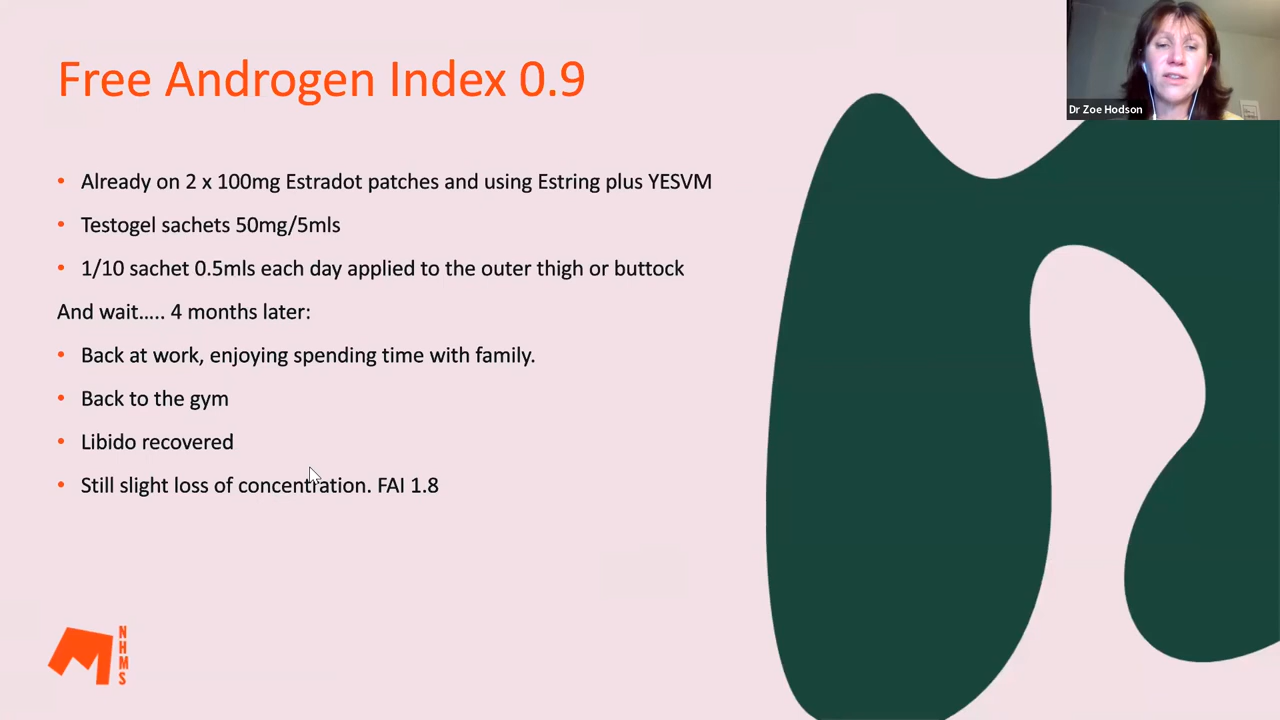 Free Androgen Index 0.9
Dr Zoe Hodson
• Already on 2 x 100mg Estradot patches and using Estring plus YESVM
• Testogel sachets 50mg/5mls
• 1/10 sachet 0.5mls each day applied to the outer thigh or buttock
And wait..... 4 months later:
• Back at work, enjoying spending time with family.
• Back to the gym
• Libido recovered
• Still slight loss of concentration. FAI 1.8
NHMS